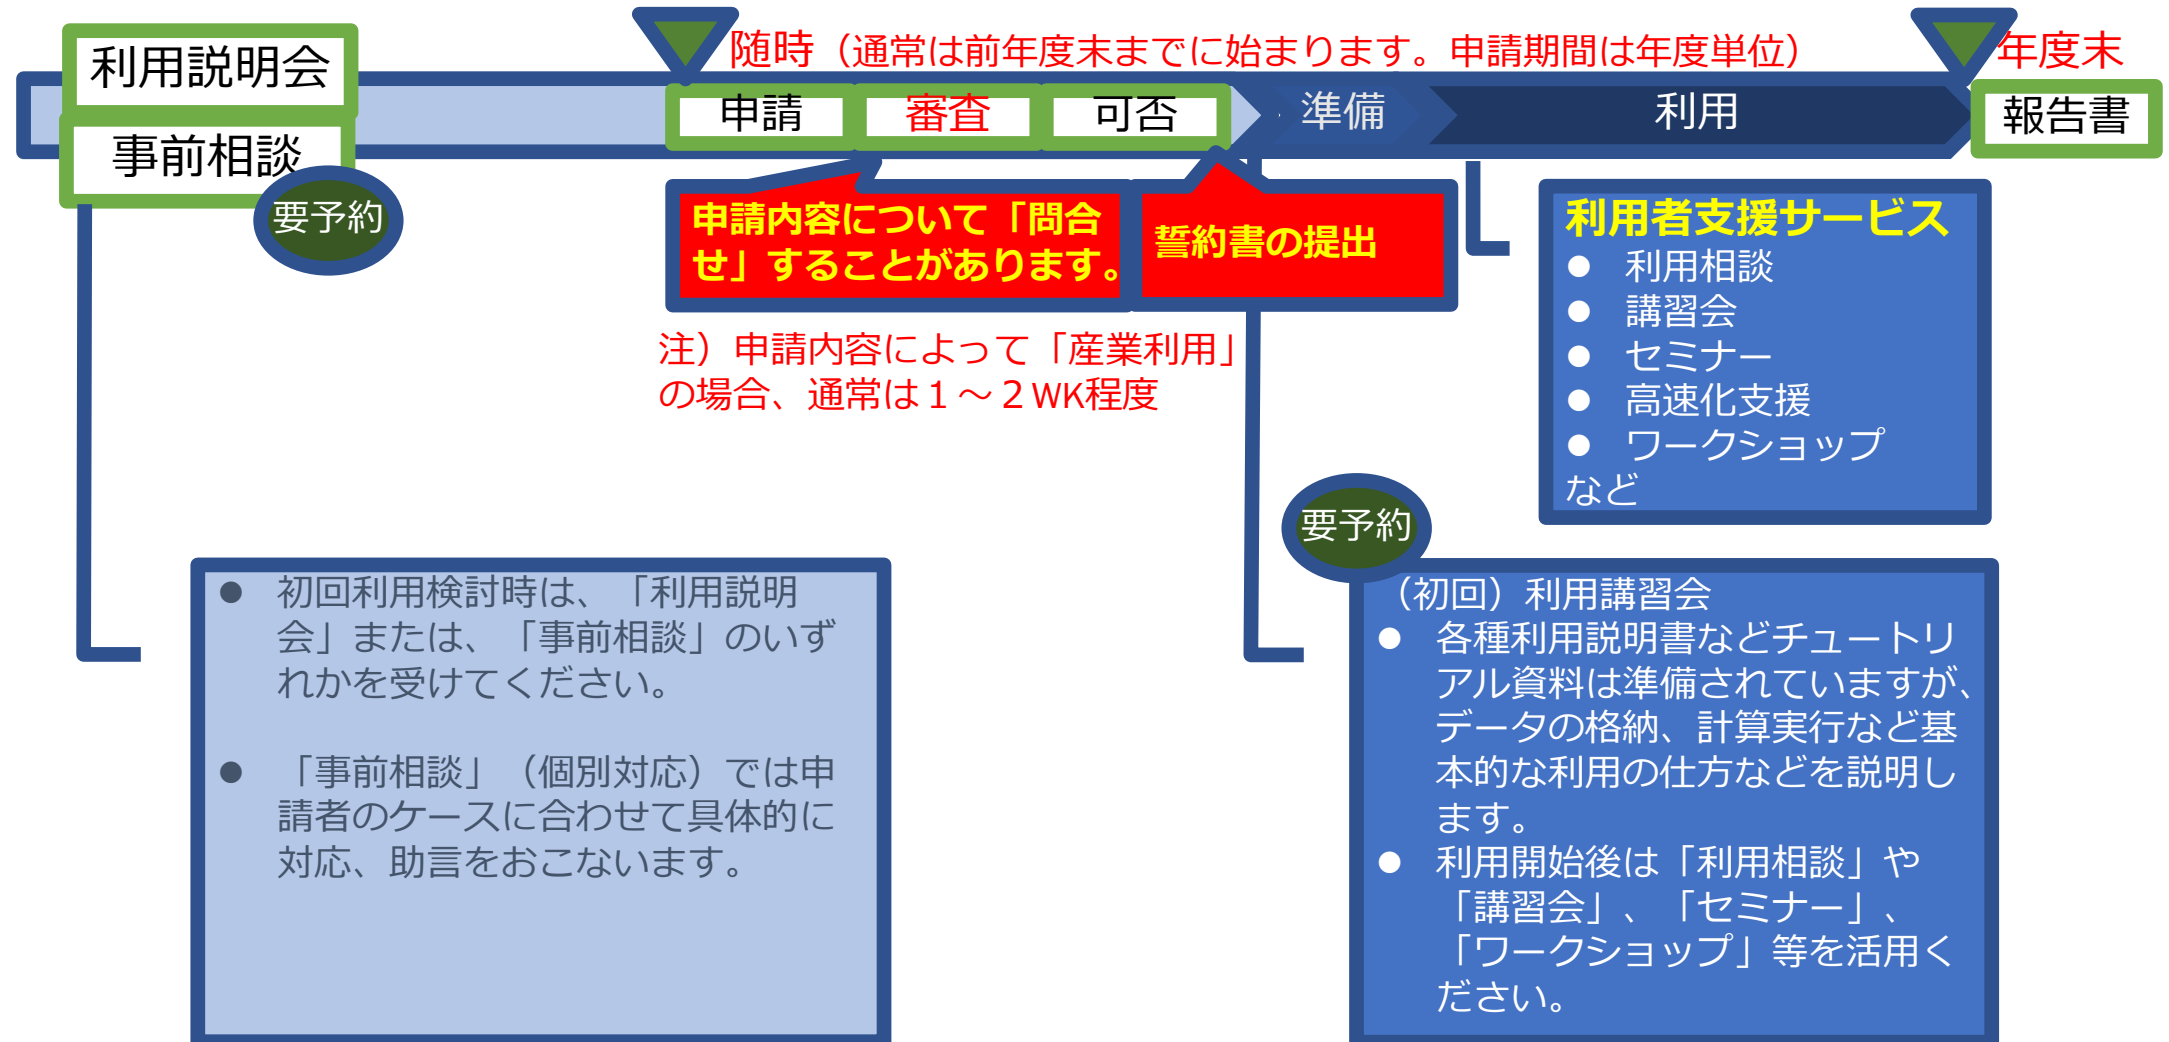 利用説明会
事前相談
要予約
随時（通常は前年度末までに始まります。申請期間は年度単位）
年度末
申請
審査
可否
準備
利用
報告書
申請内容について「問合
せ」することがあります。
誓約書の提出
注）申請内容によって「産業利用」
の場合、通常は１～２WK程度
利用者支援サービス
● 利用相談
● 講習会
● セミナー
● 高速化支援
● ワークショップ
など
● 初回利用検討時は、「利用説明
会」または、「事前相談」のいず
れかを受けてください。
● 「事前相談」（個別対応）では申
請者のケースに合わせて具体的に
対応、助言をおこないます。
要予約
（初回）利用講習会
● 各種利用説明書などチュートリ
アル資料は準備されていますが、
データの格納、計算実行など基
本的な利用の仕方などを説明し
ます。
● 利用開始後は「利用相談」や
「講習会」、「セミナー」、
「ワークショップ」等を活用く
ださい。